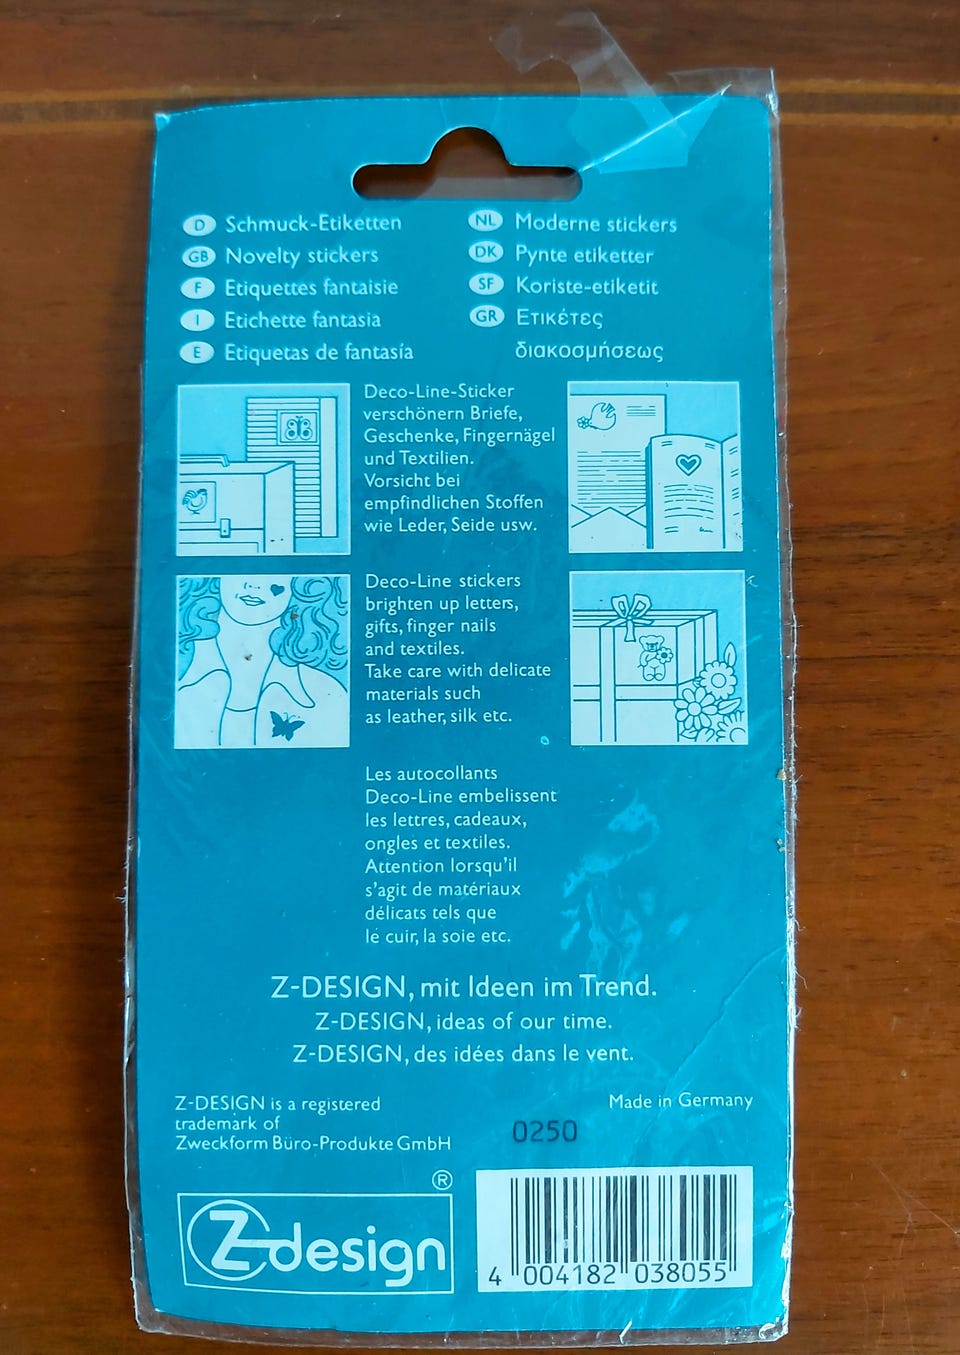 D Schmuck-Etiketten
GB Novelty stickers
F Etiquettes fantaisie
I Etichette fantasia
E Etiquetas de fantasía
NL Moderne stickers
DK Pynte etiketter
SF Koriste-etiketit
GR Ετικέτες
διακοσμήσεως
Deco-Line-Sticker
verschönern Briefe,
Geschenke, Fingernägel
und Textilien.
Vorsicht bei
empfindlichen Stoffen
wie Leder, Seide usw.
Deco-Line stickers
brighten up letters,
gifts, finger nails
and textiles.
Take care with delicate
materials such
as leather, silk etc.
Les autocollants
Deco-Line embelissent
les lettres, cadeaux,
ongles et textiles.
Attention lorsqu'il
s'agit de matériaux
délicats tels que
le cuir, la soie etc.
Z-DESIGN, mit Ideen im Trend.
Z-DESIGN, ideas of our time.
Z-DESIGN, des idées dans le vent.
Z-DESIGN is a registered
trademark of
Zweckform Büro-Produkte GmbH
Made in Germany
0250
®
Z-design
4 004182 038055